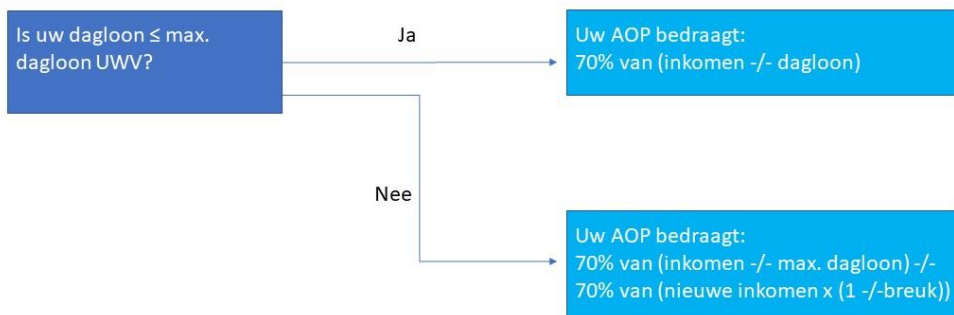 Is uw dagloon ≤ max.
dagloon UWV?
Ja
Uw AOP bedraagt:
70% van (inkomen -/- dagloon)
Nee
Uw AOP bedraagt:
70% van (inkomen -/- max. dagloon) -/-
70% van (nieuwe inkomen x (1 -/-breuk))